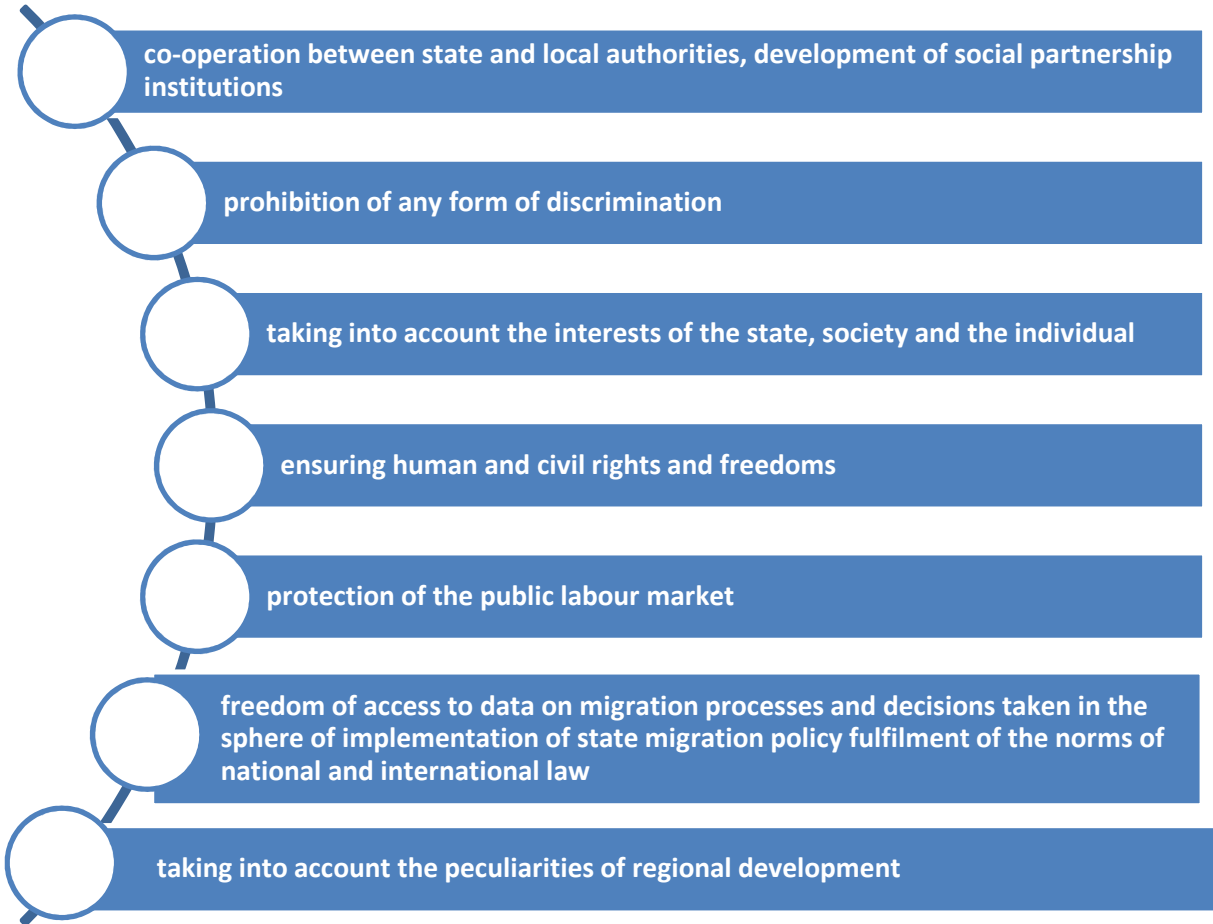 co-operation between state and local authorities, development of social partnership
institutions
prohibition of any form of discrimination
taking into account the interests of the state, society and the individual
ensuring human and civil rights and freedoms
protection of the public labour market
freedom of access to data on migration processes and decisions taken in the
sphere of implementation of state migration policy fulfilment of the norms of
national and international law
taking into account the peculiarities of regional development